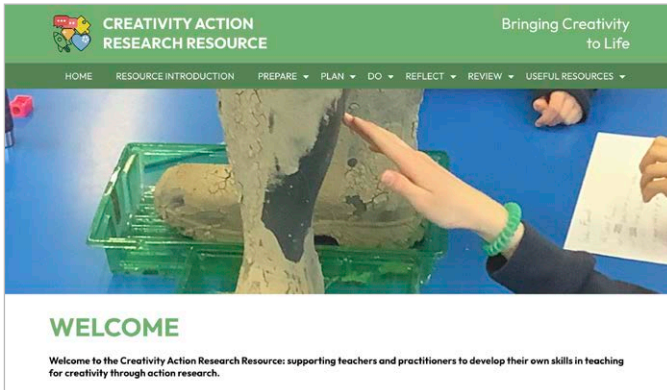 CREATIVITY ACTION
RESEARCH RESOURCE
Bringing Creativity
to Life
HOME RESOURCE INTRODUCTION PREPARE PLAN DO REFLECT REVIEW USEFUL RESOURCES
WELCOME
Welcome to the Creativity Action Research Resource: supporting teachers and practitioners to develop their own skills in teaching
for creativity through action research.